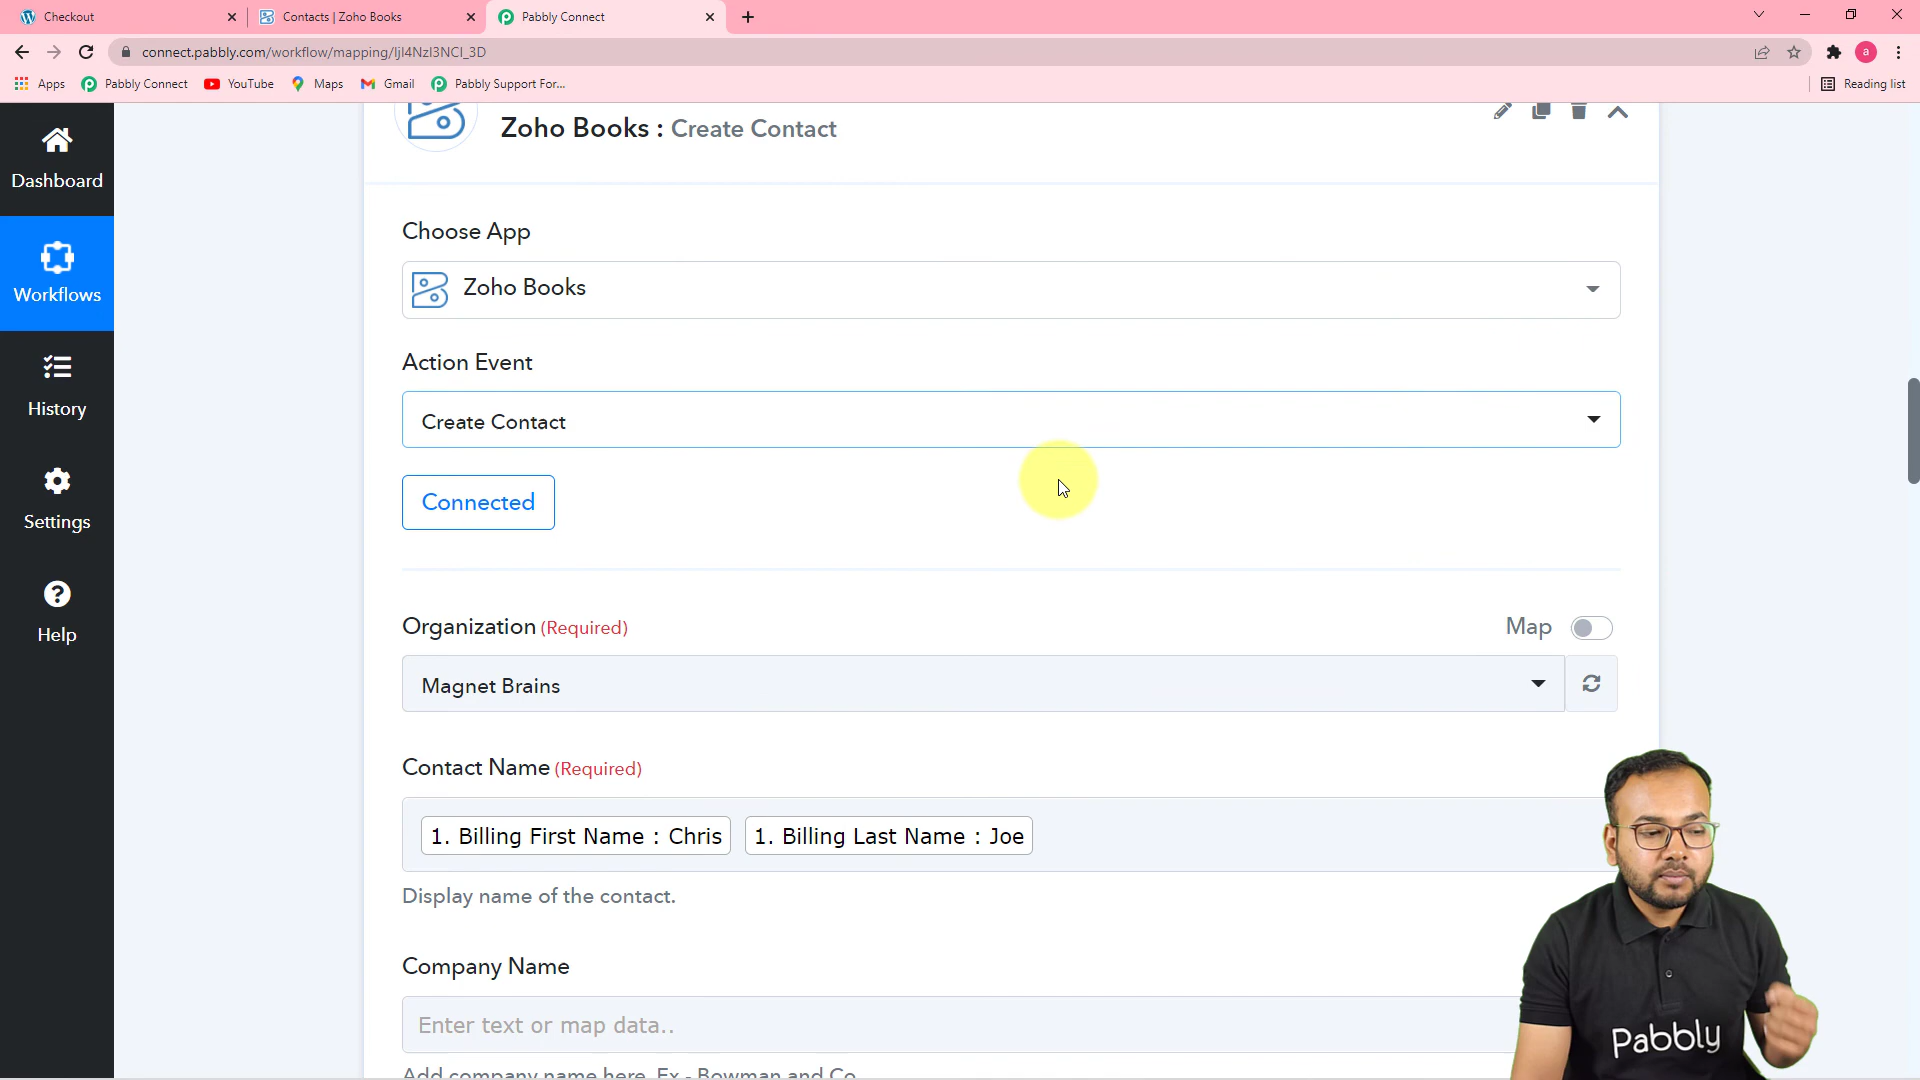 Checkout
Contacts | Zoho Books
Pabbly Connect
connect.pabbly.com/workflow/mapping/IjI4NzI3NCI_3D
a
Apps
Pabbly Connect
YouTube
Maps
Gmail
Pabbly Support For...
Reading list
Zoho Books : Create Contact
Dashboard
Workflows
History
Settings
Help
Choose App
Zoho Books
Action Event
Create Contact
Connected
Organization (Required)
Map
Magnet Brains
Contact Name (Required)
1. Billing First Name : Chris
1. Billing Last Name : Joe
Display name of the contact.
Company Name
Enter text or map data..
Add company name here. Ex - Bowman and Co
Pabbly